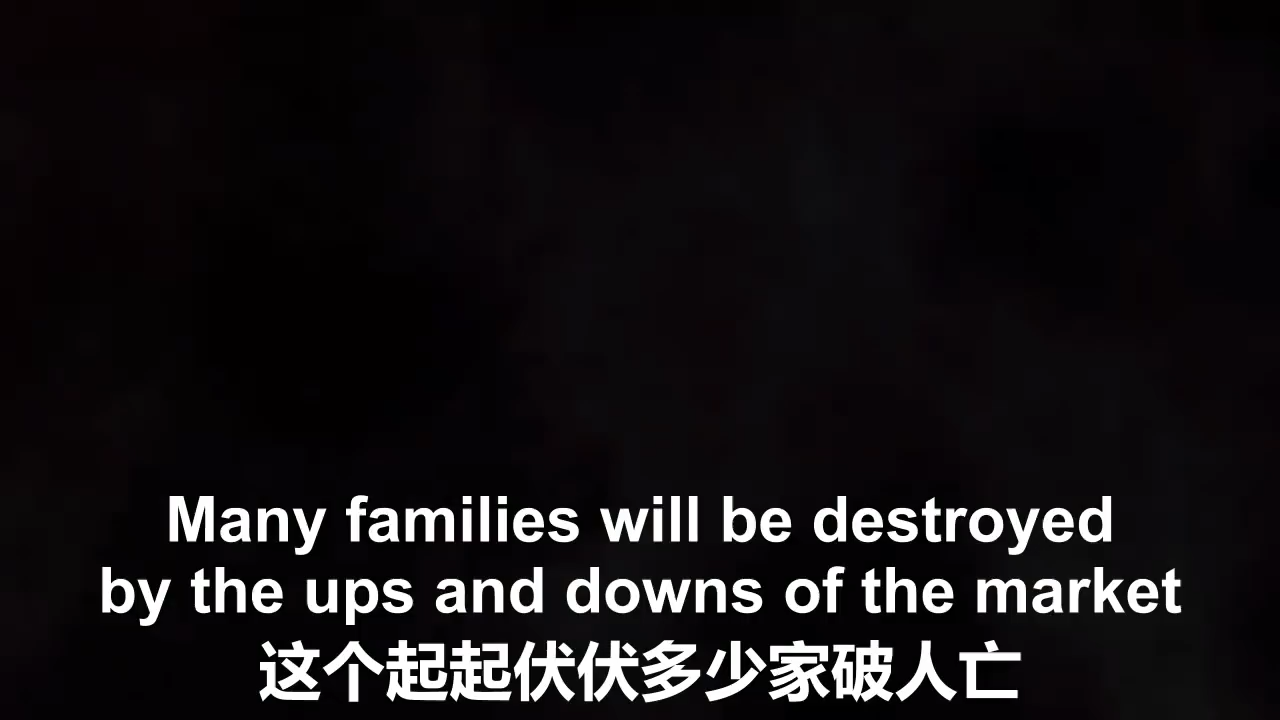 Many families will be destroyed
by the ups and downs of the market
这个起起伏伏多少家破人亡